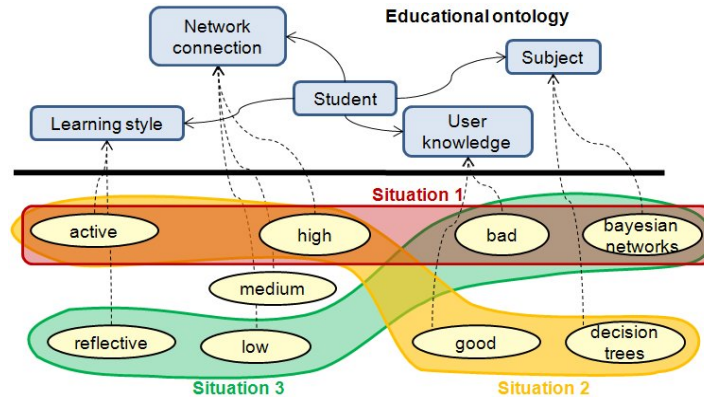 Educational ontology
Network
connection
Subject
Student
Learning style
User
knowledge
Situation 1
active
high
bad
bayesian
networks
medium
reflective
low
good
decision
trees
Situation 3
Situation 2